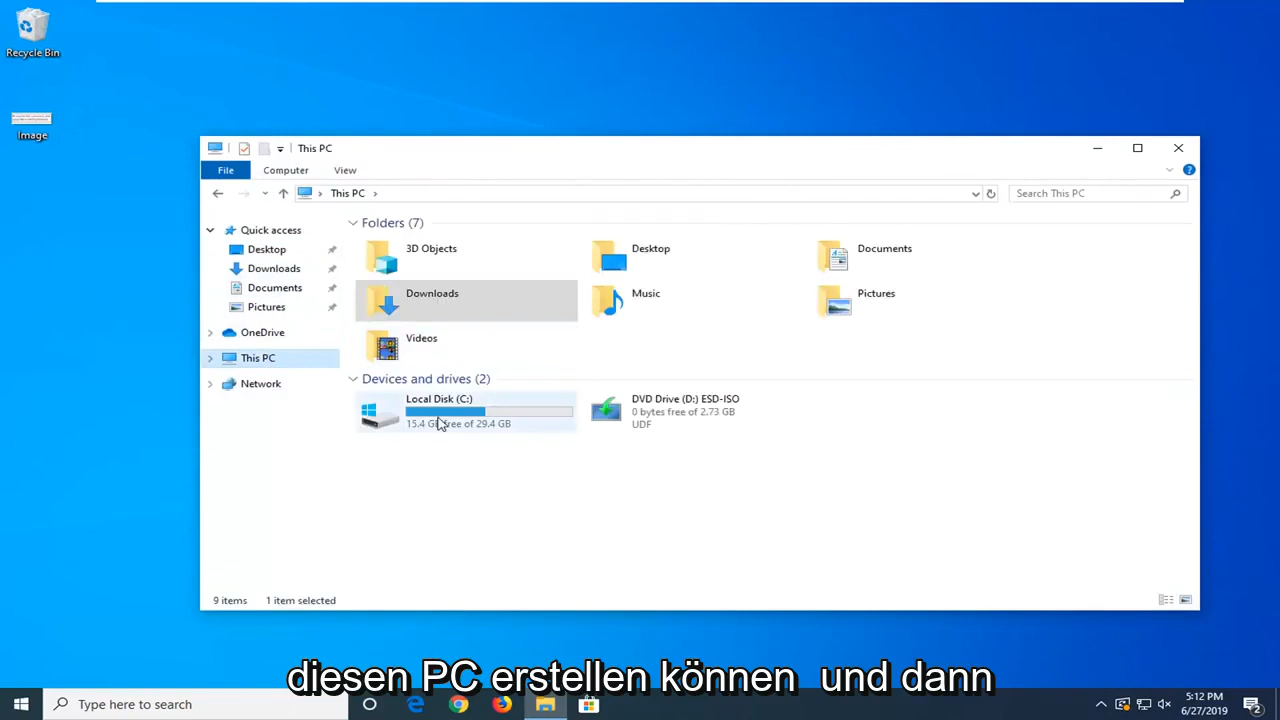 Recycle Bin
Image
This PC
File Computer View
This PC
Search This PC
Quick access
Desktop
Downloads
Documents
Pictures
OneDrive
This PC
Network
Folders (7)
3D Objects
Desktop
Documents
Downloads
Music
Pictures
Videos
Devices and drives (2)
Local Disk (C:)
15.4 GB free of 29.4 GB
DVD Drive (D:) ESD-ISO
0 bytes free of 2.73 GB
UDF
9 items 1 item selected
diesen PC erstellen können und dann
Type here to search
5:12 PM
6/27/2019
2